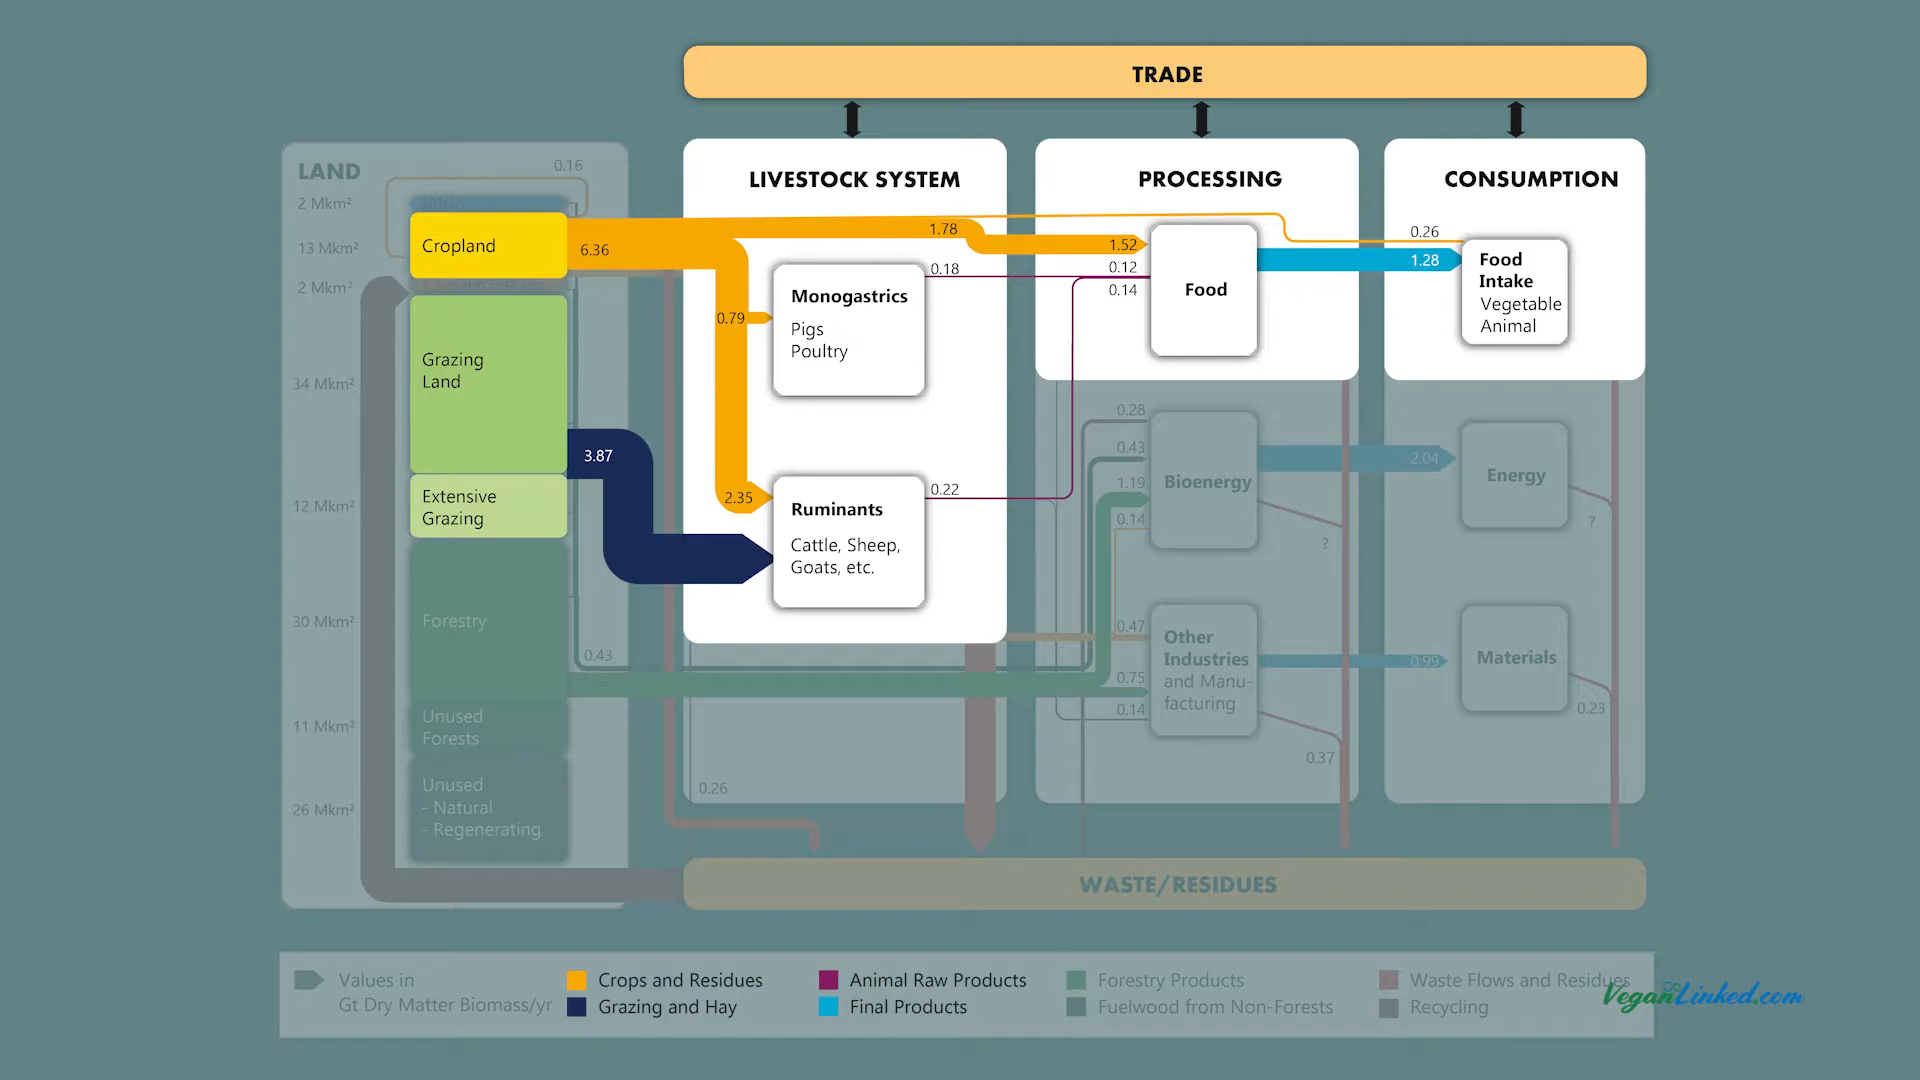 TRADE
LAND
0.16
LIVESTOCK SYSTEM
PROCESSING
CONSUMPTION
2 Mkm²
Urban
13 Mkm²
Cropland
6.36
1.78
1.52
0.26
1.28
2 Mkm²
0.18
0.12
0.14
Food
Food
Intake
Vegetable
Animal
0.79
Monogastrics
Pigs
Poultry
34 Mkm²
Grazing
Land
3.87
0.28
0.43
1.19
0.14
Bioenergy
2.04
Energy
?
?
12 Mkm²
Extensive
Grazing
2.35
0.22
Ruminants
Cattle, Sheep,
Goats, etc.
30 Mkm²
Forestry
0.43
0.47
0.75
0.14
Other
Industries
and Manu-
facturing
0.99
Materials
0.23
0.37
11 Mkm²
Unused
Forests
26 Mkm²
Unused
- Natural
- Regenerating
0.26
WASTE/RESIDUES
Values in
Gt Dry Matter Biomass/yr
Crops and Residues
Grazing and Hay
Animal Raw Products
Final Products
Forestry Products
Fuelwood from Non-Forests
Waste Flows and Residues
Recycling
VeganLinked.com